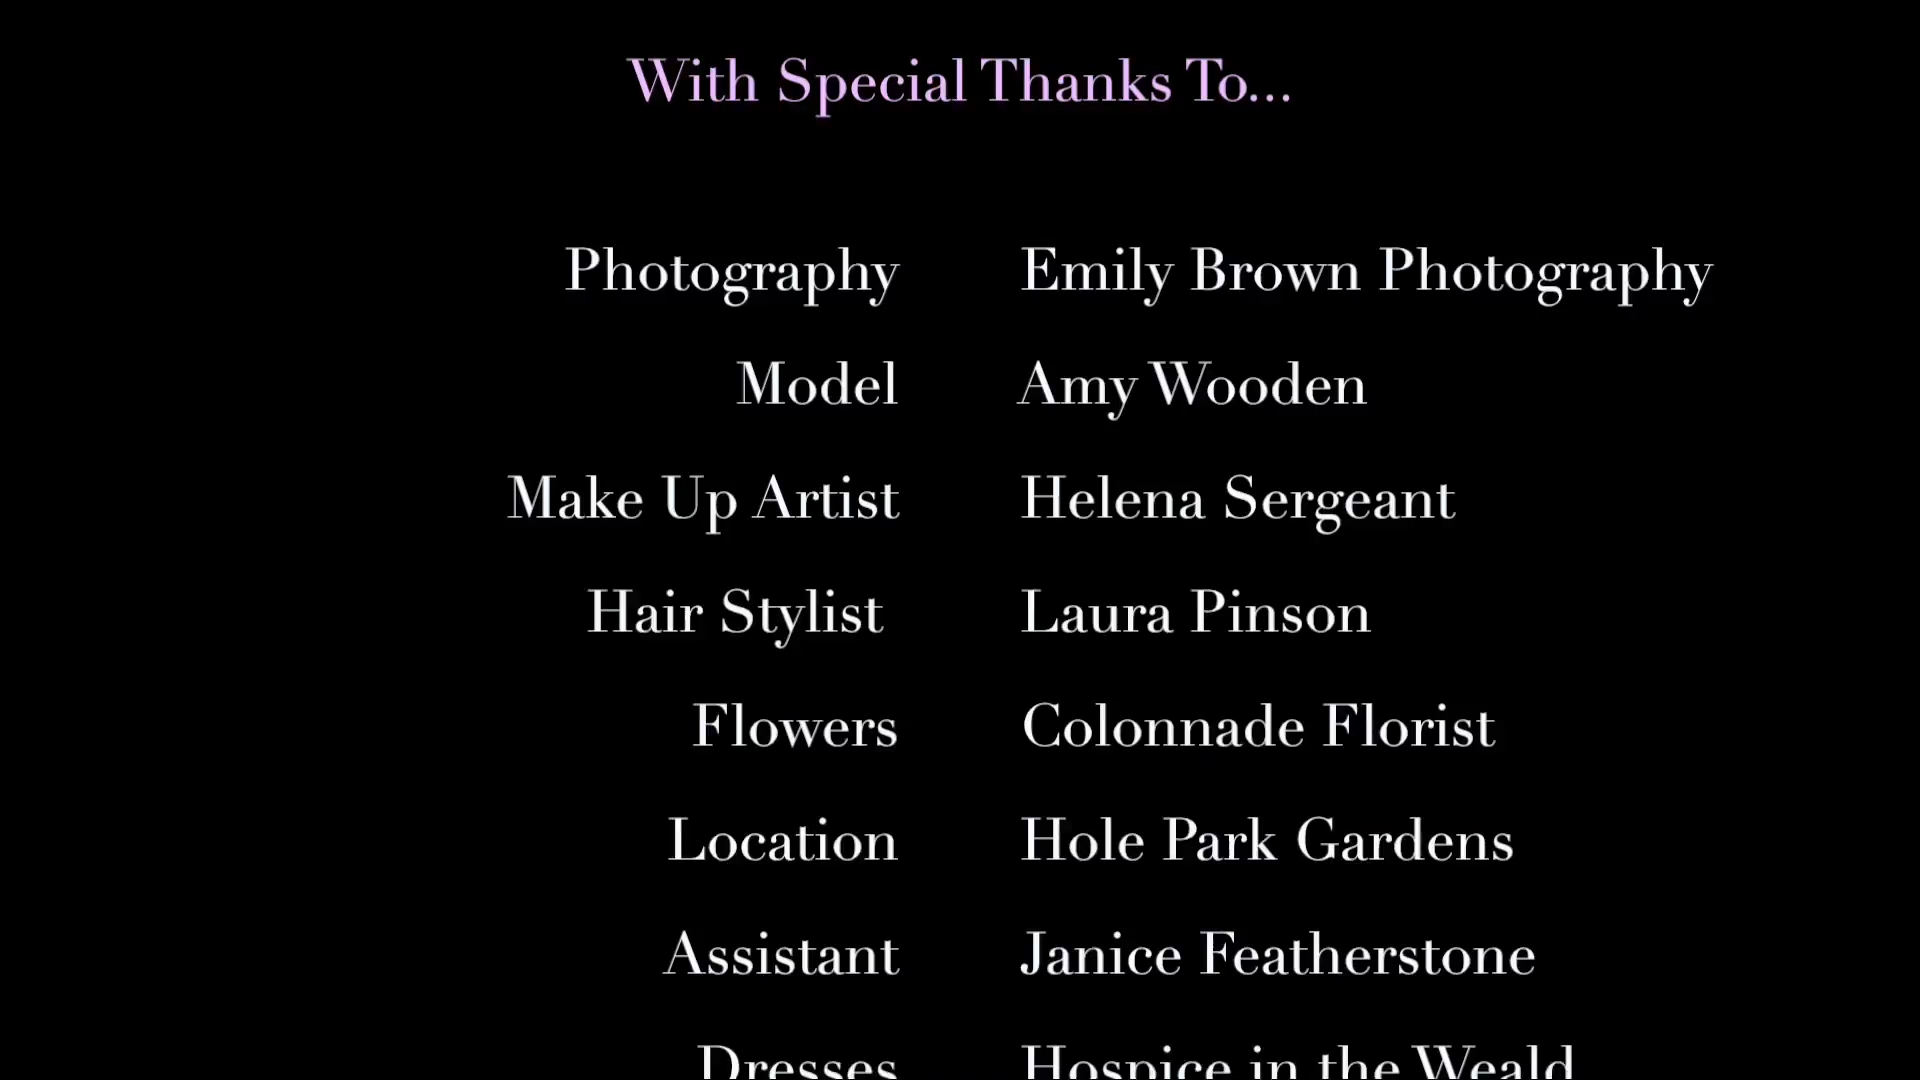 With Special Thanks To...
Photography Emily Brown Photography
Model Amy Wooden
Make Up Artist Helena Sergeant
Hair Stylist Laura Pinson
Flowers Colonnade Florist
Location Hole Park Gardens
Assistant Janice Featherstone
Dresses Hospice in the Weald